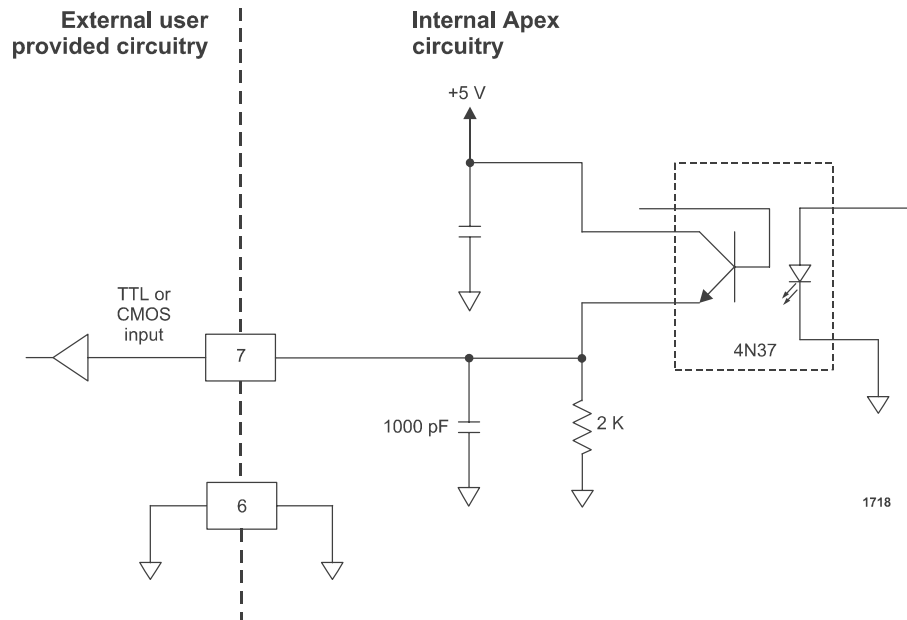 External user
provided circuitry
Internal Apex
circuitry
+5 V
TTL or
CMOS
input
7
4N37
1000 pF
2 K
6
1718